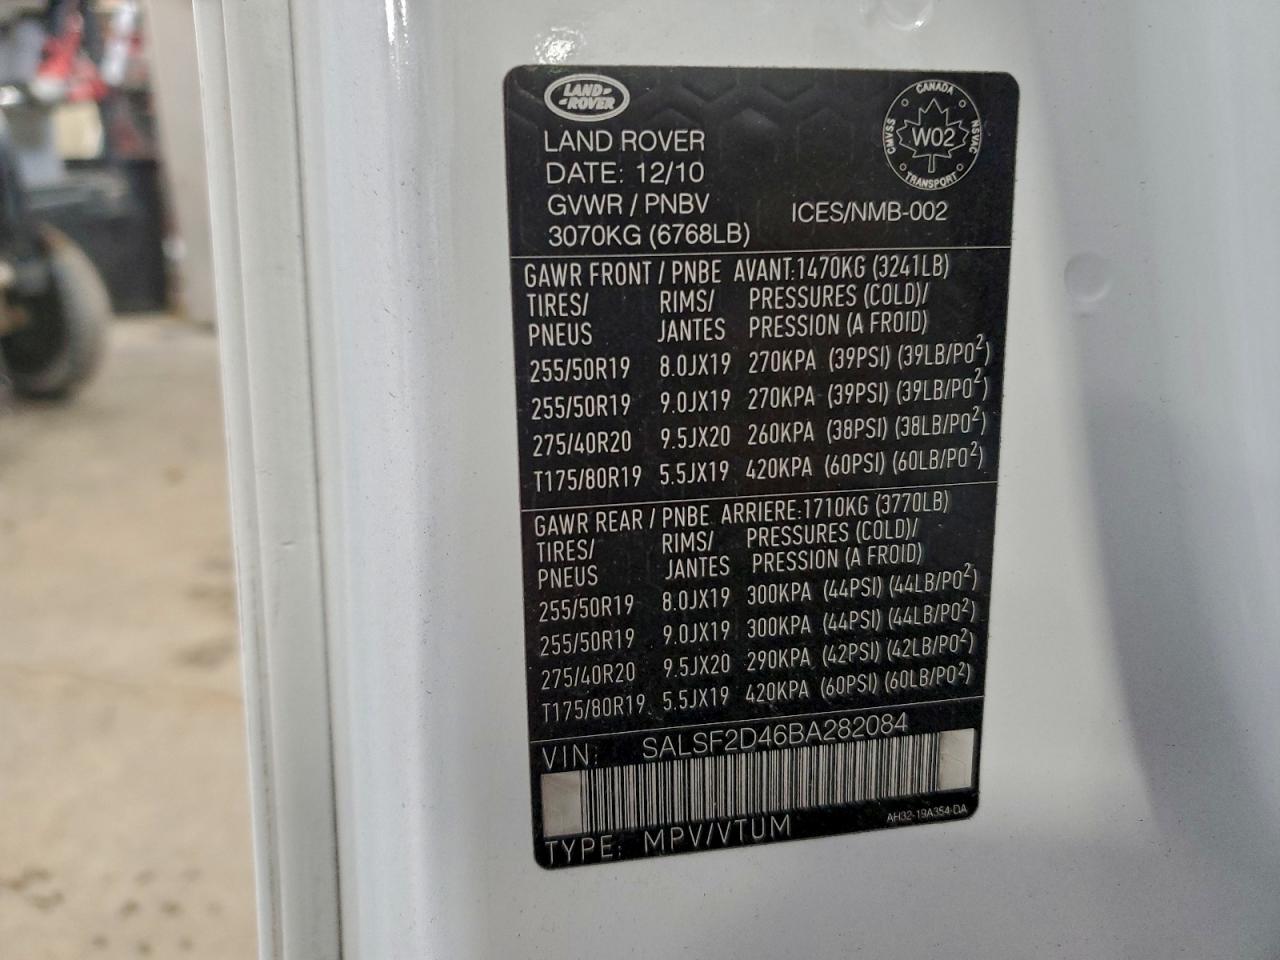 LAND-
-ROVER
LAND ROVER
DATE: 12/10
GVWR / PNBV
3070KG (6768LB)
CANADA
CMVSS
W02
NSVAC
TRANSPORT
ICES/NMB-002
GAWR FRONT / PNBE AVANT:1470KG (3241LB)
TIRES/ RIMS/ PRESSURES (COLD)/
PNEUS JANTES PRESSION (A FROID)
255/50R19 8.0JX19 270KPA (39PSI) (39LB/PO²)
255/50R19 9.0JX19 270KPA (39PSI) (39LB/PO²)
275/40R20 9.5JX20 260KPA (38PSI) (38LB/PO²)
T175/80R19 5.5JX19 420KPA (60PSI) (60LB/PO²)
GAWR REAR / PNBE ARRIERE:1710KG (3770LB)
TIRES/ RIMS/ PRESSURES (COLD)/
PNEUS JANTES PRESSION (A FROID)
255/50R19 8.0JX19 300KPA (44PSI) (44LB/PO²)
255/50R19 9.0JX19 300KPA (44PSI) (44LB/PO²)
275/40R20 9.5JX20 290KPA (42PSI) (42LB/PO²)
T175/80R19 5.5JX19 420KPA (60PSI) (60LB/PO²)
VIN: SALSF2D46BA282084
AH32-19A354-DA
TYPE: MPV/VTUM